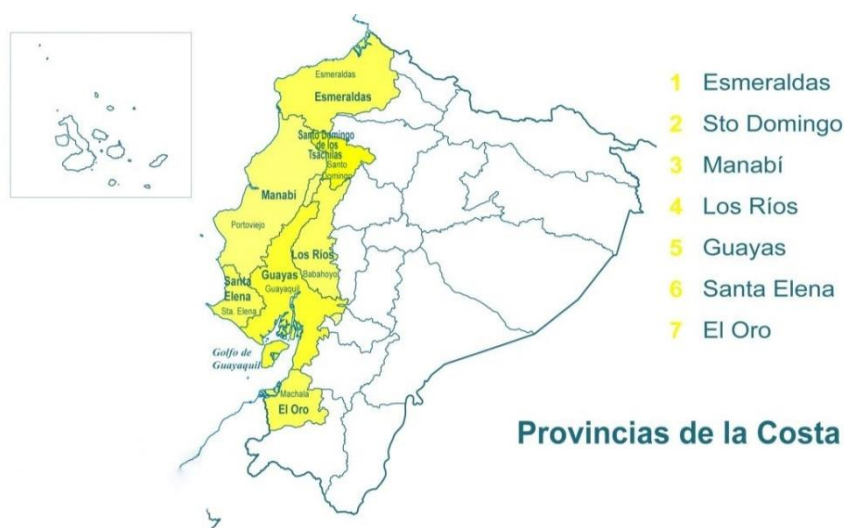 Esmeraldas
Esmeraldas
Santo Domingo
de los
Tsáchilas
Santo
Domingo
Manabí
Portoviejo
Los Ríos
Babahoyo
Guayas
Guayaquil
Santa
Elena
Sta. Elena
Golfo de
Guayaquil
Machala
El Oro
1 Esmeraldas
2 Sto Domingo
3 Manabí
4 Los Ríos
5 Guayas
6 Santa Elena
7 El Oro
Provincias de la Costa